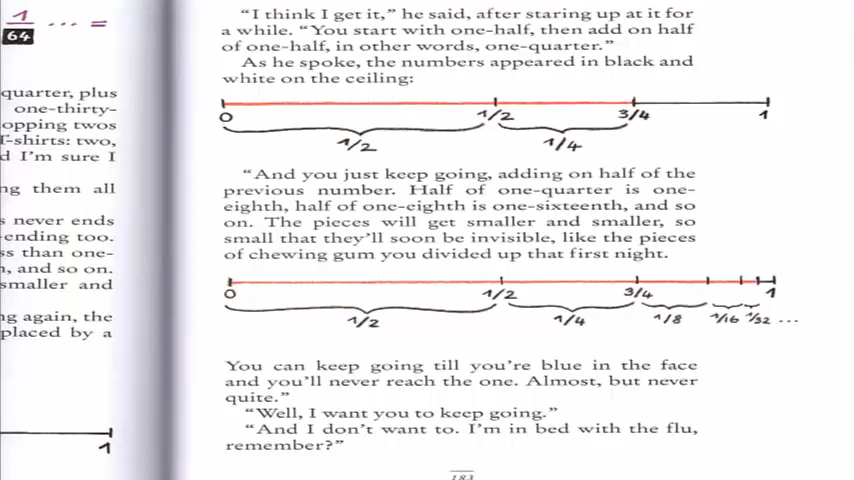 1/64 ... =
quarter, plus
one-thirty-
opping twos
T-shirts: two,
d I'm sure I
ng them all
s never ends
-ending too.
ss than one-
n, and so on.
smaller and
ng again, the
placed by a
1
"I think I get it," he said, after staring up at it for
a while. "You start with one-half, then add on half
of one-half, in other words, one-quarter."
As he spoke, the numbers appeared in black and
white on the ceiling:
0 1/2 3/4 1
1/2 1/4
"And you just keep going, adding on half of the
previous number. Half of one-quarter is one-
eighth, half of one-eighth is one-sixteenth, and so
on. The pieces will get smaller and smaller, so
small that they'll soon be invisible, like the pieces
of chewing gum you divided up that first night.
0 1/2 3/4 1
1/2 1/4 1/8 1/16 1/32 ...
You can keep going till you're blue in the face
and you'll never reach the one. Almost, but never
quite."
"Well, I want you to keep going."
"And I don't want to. I'm in bed with the flu,
remember?"
183